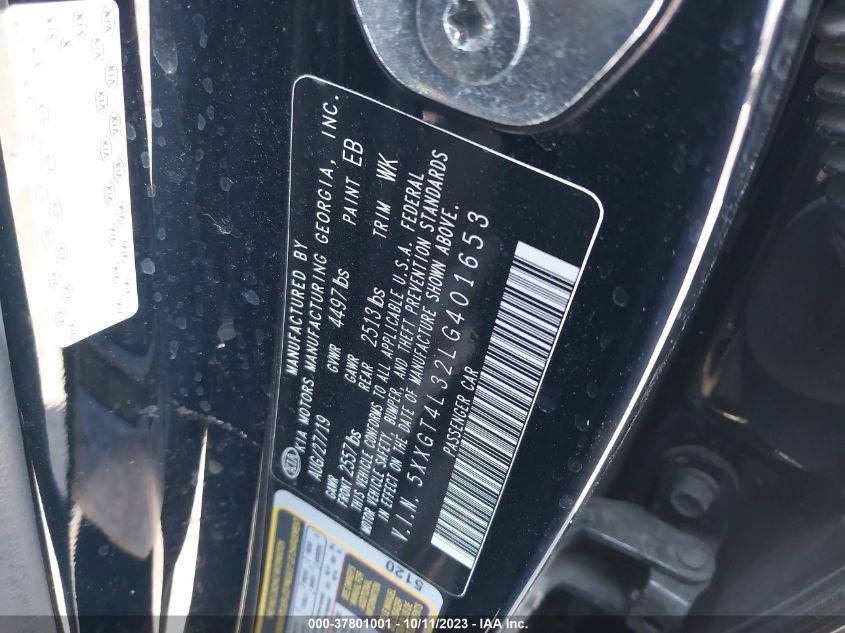 MANUFACTURED BY
KIA MOTORS MANUFACTURING GEORGIA, INC.
AUG/27/19 GVWR 4497lbs PAINT EB
GAWR GAWR
FRONT 2557lbs REAR 2513lbs TRIM WK
THIS VEHICLE CONFORMS TO ALL APPLICABLE U.S.A. FEDERAL
MOTOR VEHICLE SAFETY, BUMPER, AND THEFT PREVENTION STANDARDS
IN EFFECT ON THE DATE OF MANUFACTURE SHOWN ABOVE.
V.I.N. 5XXGT4L32LG401653
PASSENGER CAR
KIA
5120
000-37801001 - 10/11/2023 - © IAA, Inc.